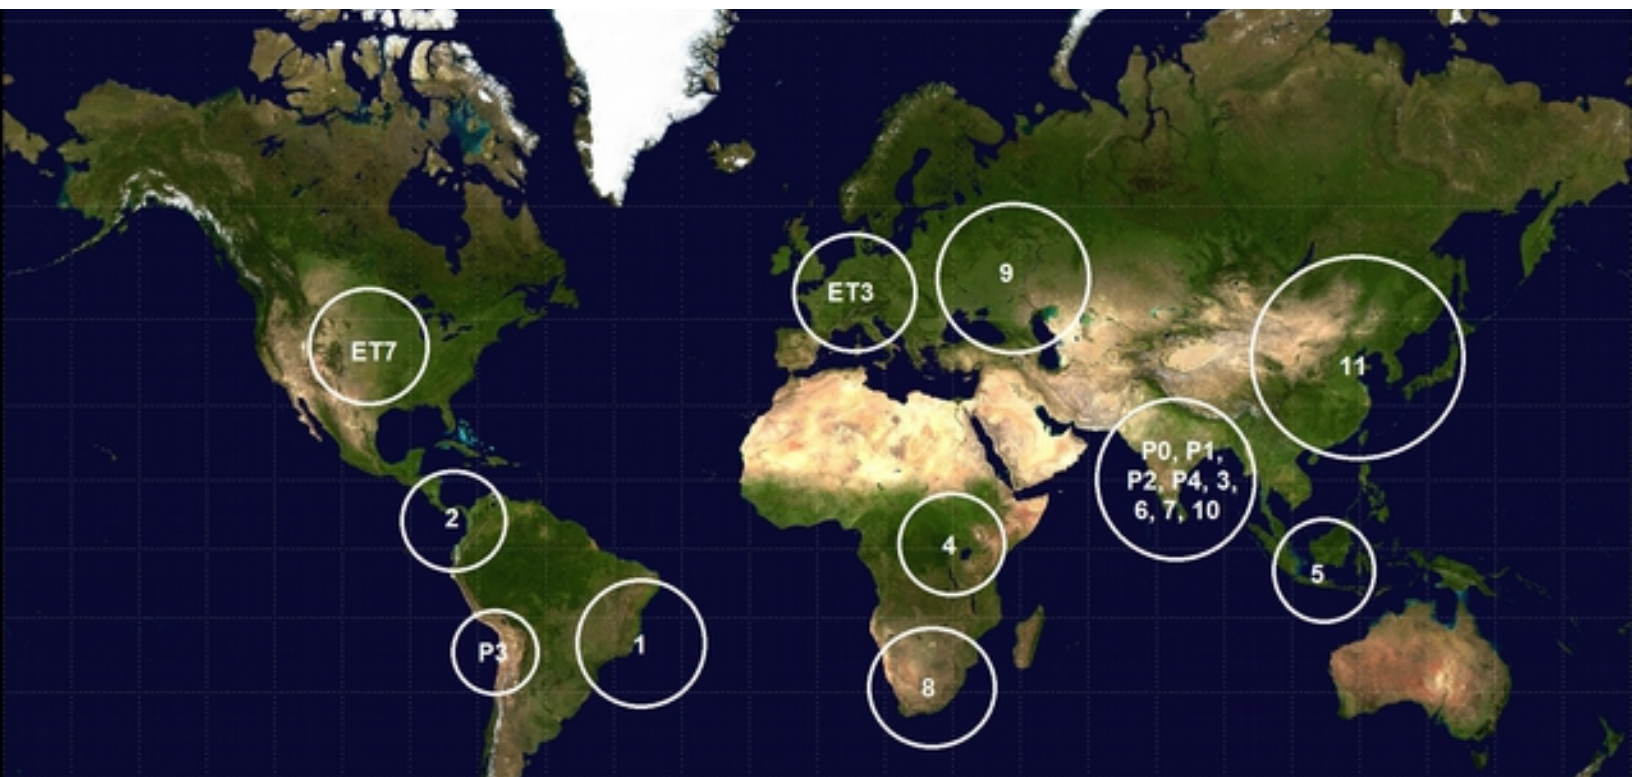 9
ET3
ET7
11
P0, P1,
P2, P4, 3,
6, 7, 10
2
4
5
P3
1
8